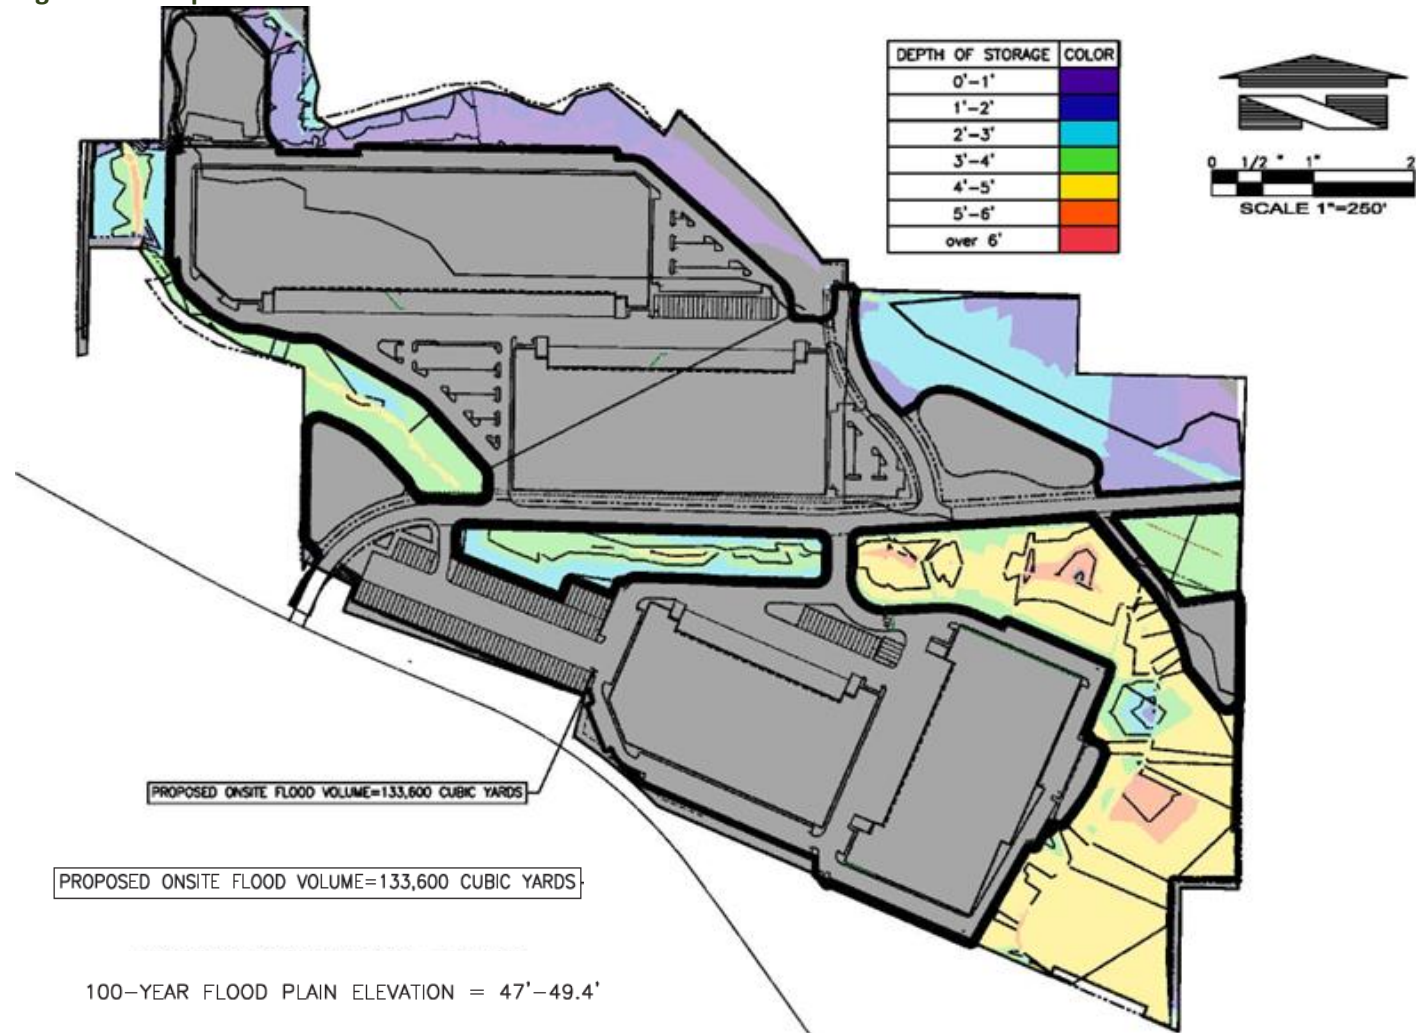 DEPTH OF STORAGE COLOR
0'-1'
1'-2'
2'-3'
3'-4'
4'-5'
5'-6'
over 6'
0 1/2 " 1" 2
SCALE 1"=250'
PROPOSED ONSITE FLOOD VOLUME=133,600 CUBIC YARDS
PROPOSED ONSITE FLOOD VOLUME=133,600 CUBIC YARDS
100-YEAR FLOOD PLAIN ELEVATION = 47'-49.4'